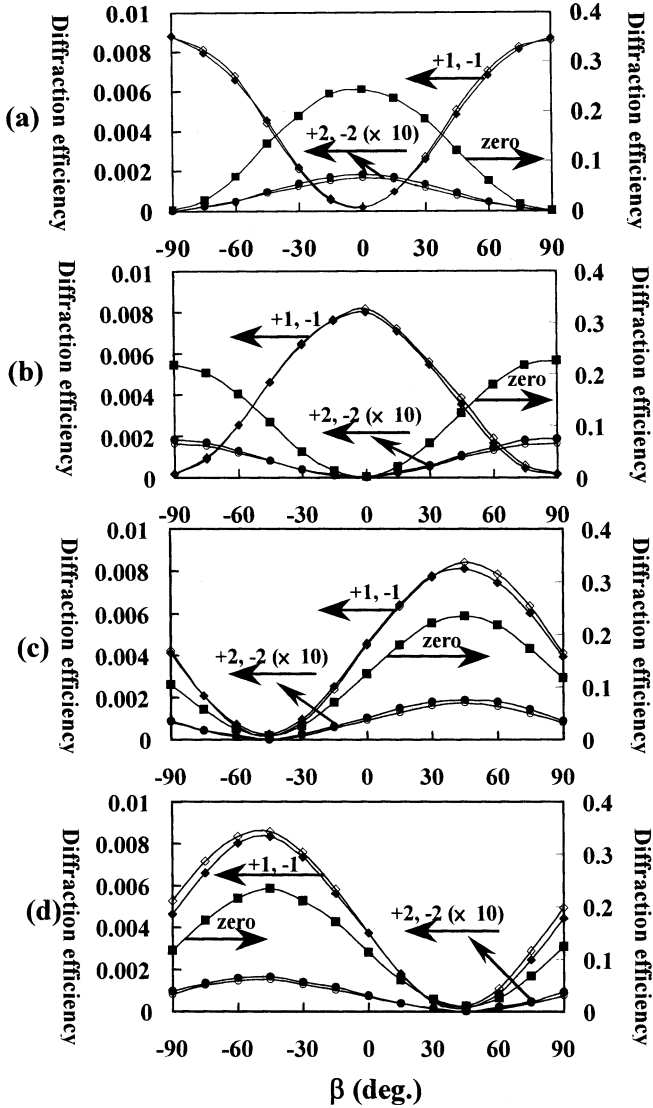 Diffraction efficiency
(a)
0.01
0.008
0.006
0.004
0.002
0
0.4
0.3
0.2
0.1
0
Diffraction efficiency
+1, -1
+2, -2 (× 10)
zero
-90 -60 -30 0 30 60 90
Diffraction efficiency
(b)
0.01
0.008
0.006
0.004
0.002
0
0.4
0.3
0.2
0.1
0
Diffraction efficiency
+1, -1
zero
+2, -2 (× 10)
-90 -60 -30 0 30 60 90
Diffraction efficiency
(c)
0.01
0.008
0.006
0.004
0.002
0
0.4
0.3
0.2
0.1
0
Diffraction efficiency
+1, -1
zero
+2, -2 (× 10)
-90 -60 -30 0 30 60 90
Diffraction efficiency
(d)
0.01
0.008
0.006
0.004
0.002
0
0.4
0.3
0.2
0.1
0
Diffraction efficiency
+1, -1
zero
+2, -2 (× 10)
-90 -60 -30 0 30 60 90
β (deg.)